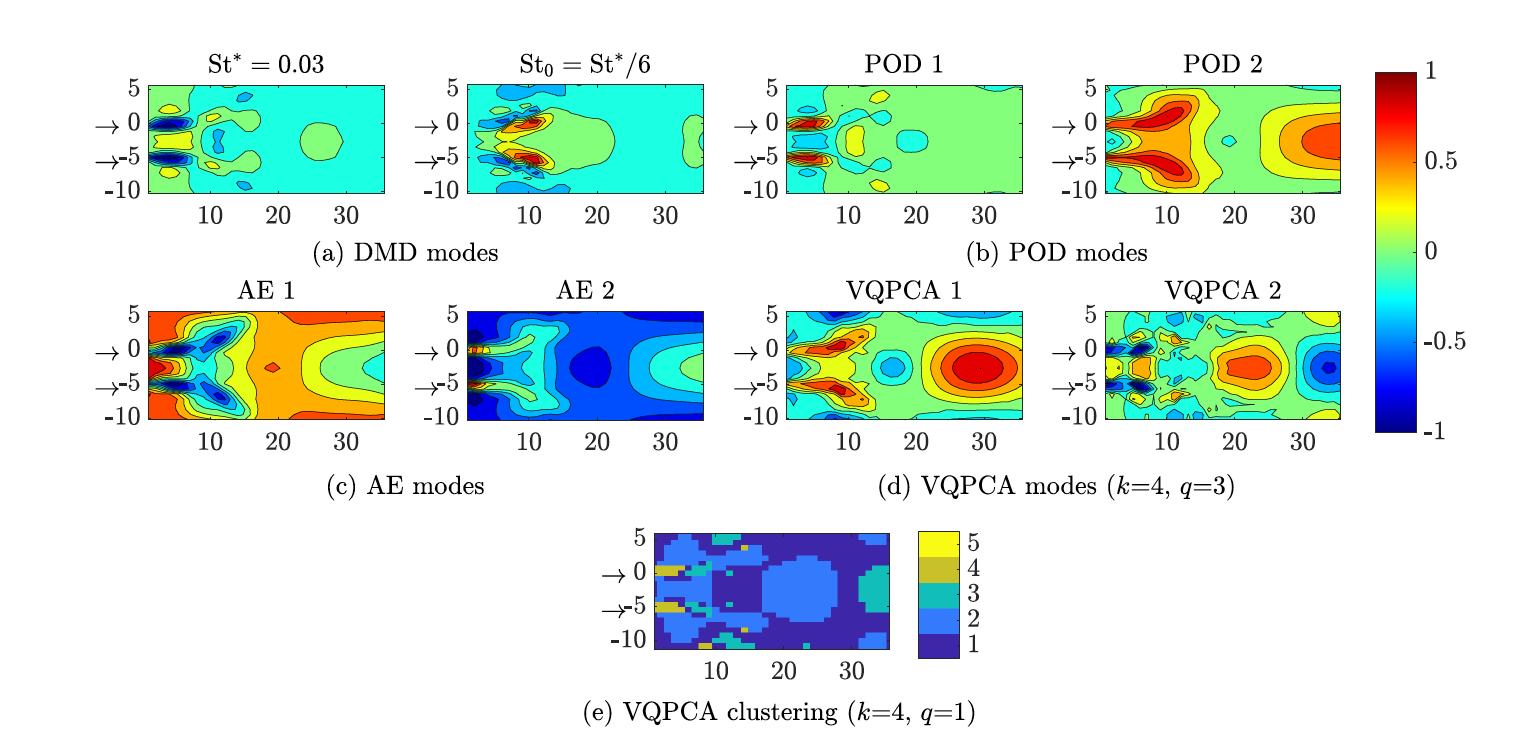 St* = 0.03 St₀ = St*/6 POD 1 POD 2
5 5 5 5 1
→ 0 → 0 → 0 → 0 0.5
→ -5 → -5 → -5 → -5 0
-10 -10 -10 -10
10 20 30 10 20 30 10 20 30 10 20 30
(a) DMD modes (b) POD modes
AE 1 AE 2 VQPCA 1 VQPCA 2
5 5 5 5
→ 0 → 0 → 0 → 0 -0.5
→ -5 → -5 → -5 → -5
-10 -10 -10 -10 -1
10 20 30 10 20 30 10 20 30 10 20 30
(c) AE modes (d) VQPCA modes (k=4, q=3)
5 5
→ 0 4
3
→ -5 2
-10 1
10 20 30
(e) VQPCA clustering (k=4, q=1)